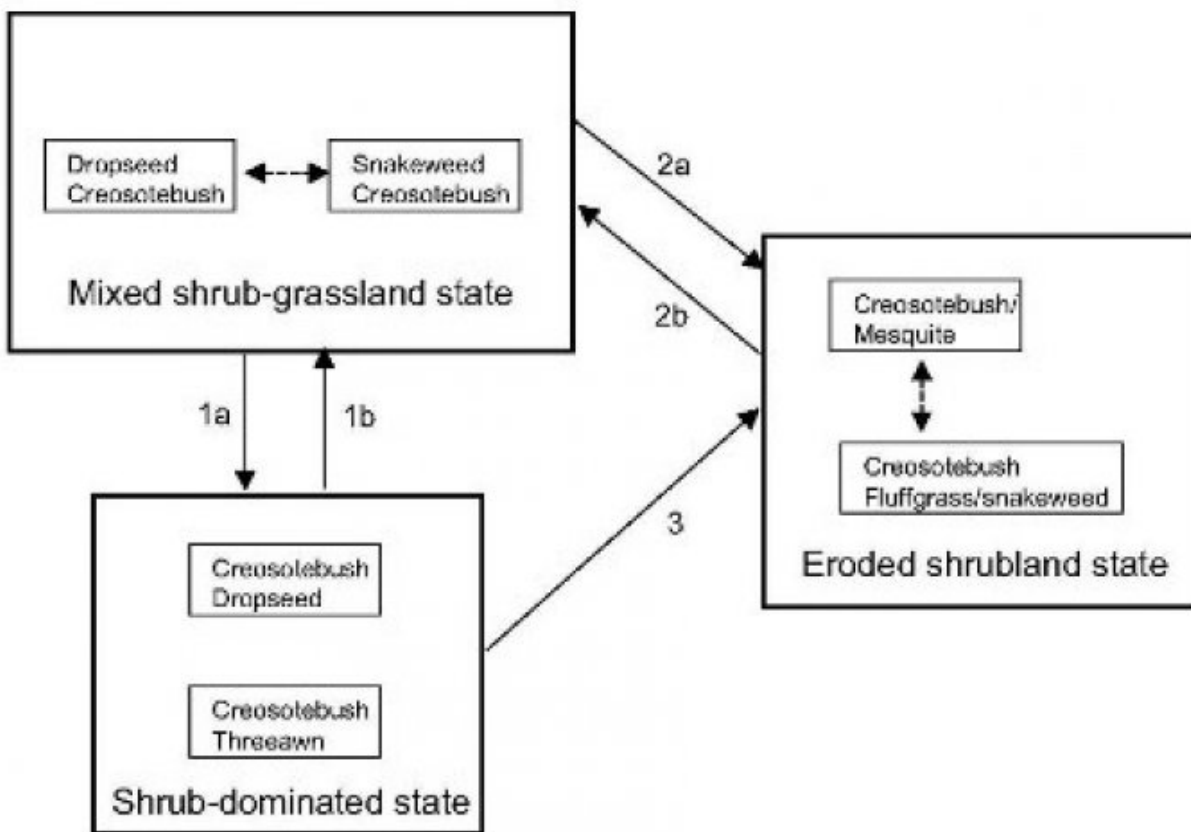 Dropseed
Creosotebush
Snakeweed
Creosotebush
Mixed shrub-grassland state
2a
2b
1a
1b
3
Creosotebush/
Mesquite
Creosotebush
Fluffgrass/snakeweed
Eroded shrubland state
Creosotebush
Dropseed
Creosotebush
Threeawn
Shrub-dominated state